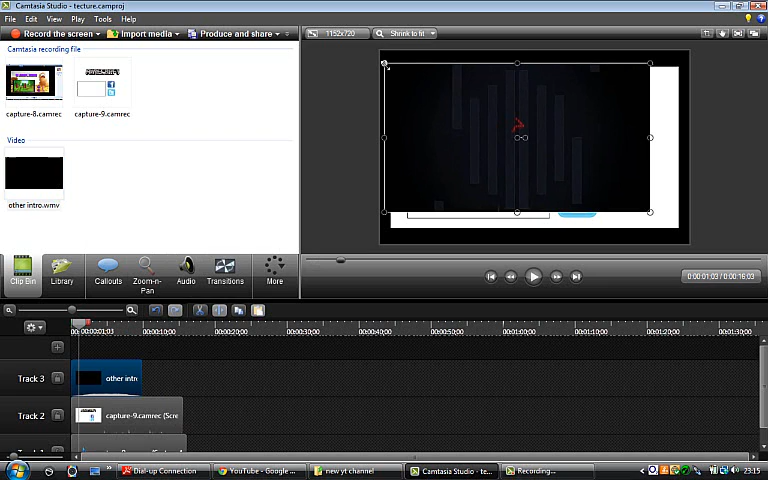 Camtasia Studio - tecture.camproj
File Edit View Play Tools Help
Record the screen Import media Produce and share
1152x720 Shrink to fit
Camtasia recording file
capture-8.camrec capture-9.camrec
Video
other intro.wmv
Clip Bin Library Callouts Zoom-n-Pan Audio Transitions More
0:00:01;03 / 0:00:16;03
00:00:01;03 00:00:10;00 00:00:20;00 00:00:30;00 00:00:40;00 00:00:50;00 00:01:00;00 00:01:10;00 00:01:20;00 00:01:30;00
Track 3 other intro
Track 2 capture-9.camrec (Scre
Dial-up Connection YouTube - Google ... new yt channel Camtasia Studio - te... Recording... 23:15